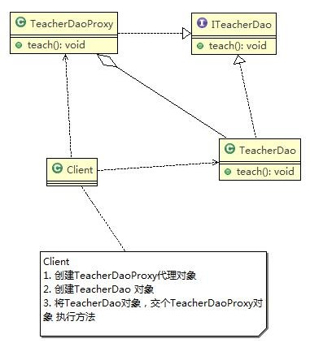 TeacherDaoProxy
teach(): void
ITeacherDao
teach(): void
TeacherDao
teach(): void
Client
Client
1. 创建TeacherDaoProxy代理对象
2. 创建TeacherDao 对象
3. 将TeacherDao对象，交个TeacherDaoProxy对
象 执行方法